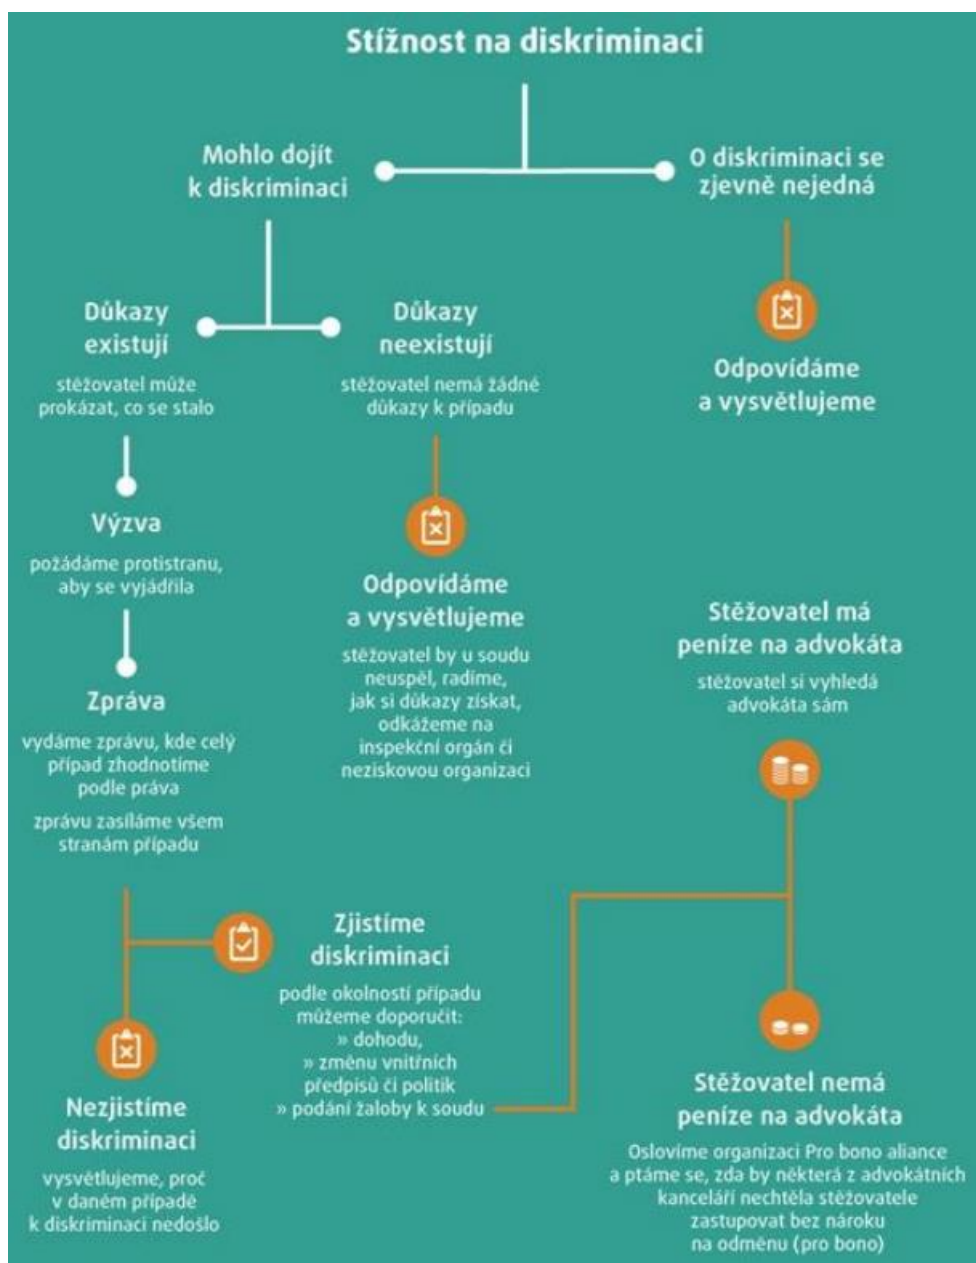 Stížnost na diskriminaci
Mohlo dojít
k diskriminaci
O diskriminaci se
zjevně nejedná
Odpovídáme
a vysvětlujeme
Důkazy
existují
stěžovatel může
prokázat, co se stalo
Důkazy
neexistují
stěžovatel nemá žádné
důkazy k případu
Výzva
požádáme protistranu,
aby se vyjádřila
Odpovídáme
a vysvětlujeme
stěžovatel by u soudu
neuspěl, radíme,
jak si důkazy získat,
odkážeme na
inspekční orgán či
neziskovou organizaci
Zpráva
vydáme zprávu, kde celý
případ zhodnotíme
podle práva
zprávu zasíláme všem
stranám případu
Zjistíme
diskriminaci
podle okolností případu
můžeme doporučit:
» dohodu,
» změnu vnitřních
předpisů či politik
» podání žaloby k soudu
Nezjistíme
diskriminaci
vysvětlujeme, proč
v daném případě
k diskriminaci nedošlo
Stěžovatel má
peníze na advokáta
stěžovatel si vyhledá
advokáta sám
Stěžovatel nemá
peníze na advokáta
Oslovíme organizaci Pro bono aliance
a ptáme se, zda by některá z advokátních
kanceláří nechtěla stěžovatele
zastupovat bez nároku
na odměnu (pro bono)